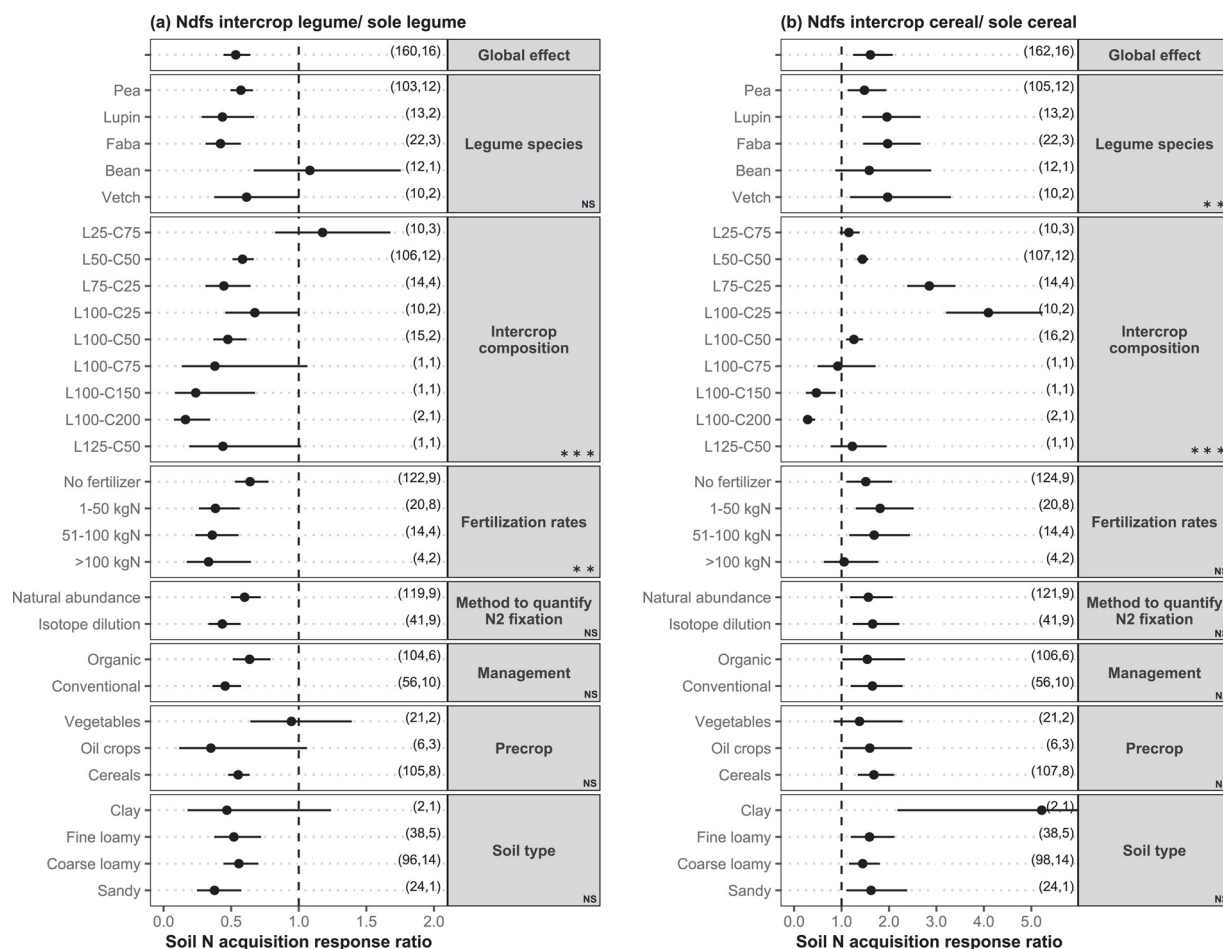 (a) Ndfs intercrop legume/ sole legume
(160,16) Global effect
Pea (103,12)
Lupin (13,2)
Faba (22,3) Legume species
Bean (12,1)
Vetch (10,2) NS
L25-C75 (10,3)
L50-C50 (106,12)
L75-C25 (14,4)
L100-C25 (10,2)
L100-C50 (15,2) Intercrop composition
L100-C75 (1,1)
L100-C150 (1,1)
L100-C200 (2,1)
L125-C50 (1,1) ***
No fertilizer (122,9)
1-50 kgN (20,8) Fertilization rates
51-100 kgN (14,4)
>100 kgN (4,2) **
Natural abundance (119,9) Method to quantify
Isotope dilution (41,9) N2 fixation NS
Organic (104,6) Management
Conventional (56,10) NS
Vegetables (21,2)
Oil crops (6,3) Precrop
Cereals (105,8) NS
Clay (2,1)
Fine loamy (38,5) Soil type
Coarse loamy (96,14)
Sandy (24,1) NS
0.0 0.5 1.0 1.5 2.0
Soil N acquisition response ratio
(b) Ndfs intercrop cereal/ sole cereal
(162,16) Global effect
Pea (105,12)
Lupin (13,2)
Faba (22,3) Legume species
Bean (12,1)
Vetch (10,2) **
L25-C75 (10,3)
L50-C50 (107,12)
L75-C25 (14,4)
L100-C25 (10,2)
L100-C50 (16,2) Intercrop composition
L100-C75 (1,1)
L100-C150 (1,1)
L100-C200 (2,1)
L125-C50 (1,1) ***
No fertilizer (124,9)
1-50 kgN (20,8) Fertilization rates
51-100 kgN (14,4)
>100 kgN (4,2)
Natural abundance (121,9) Method to quantify
Isotope dilution (41,9) N2 fixation
Organic (106,6) Management
Conventional (56,10)
Vegetables (21,2)
Oil crops (6,3) Precrop
Cereals (107,8)
Clay (2,1)
Fine loamy (38,5) Soil type
Coarse loamy (98,14)
Sandy (24,1)
0.0 1.0 2.0 3.0 4.0 5.0
Soil N acquisition response ratio